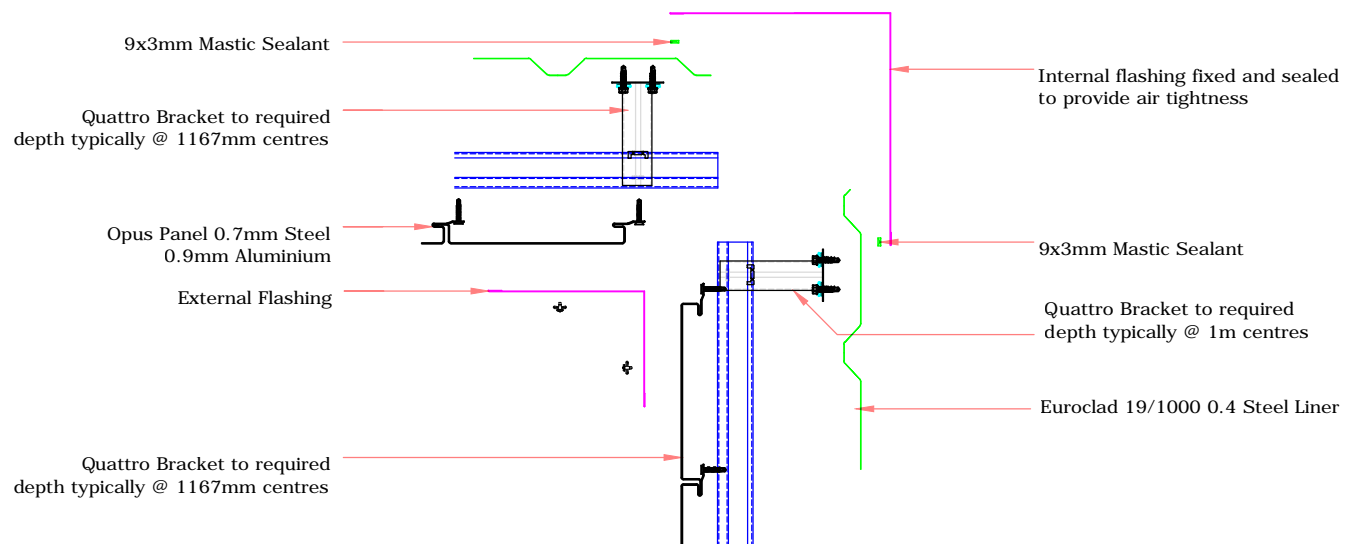 9x3mm Mastic Sealant
Quattro Bracket to required
depth typically @ 1167mm centres
Opus Panel 0.7mm Steel
0.9mm Aluminium
External Flashing
Quattro Bracket to required
depth typically @ 1167mm centres
Internal flashing fixed and sealed
to provide air tightness
9x3mm Mastic Sealant
Quattro Bracket to required
depth typically @ 1m centres
Euroclad 19/1000 0.4 Steel Liner